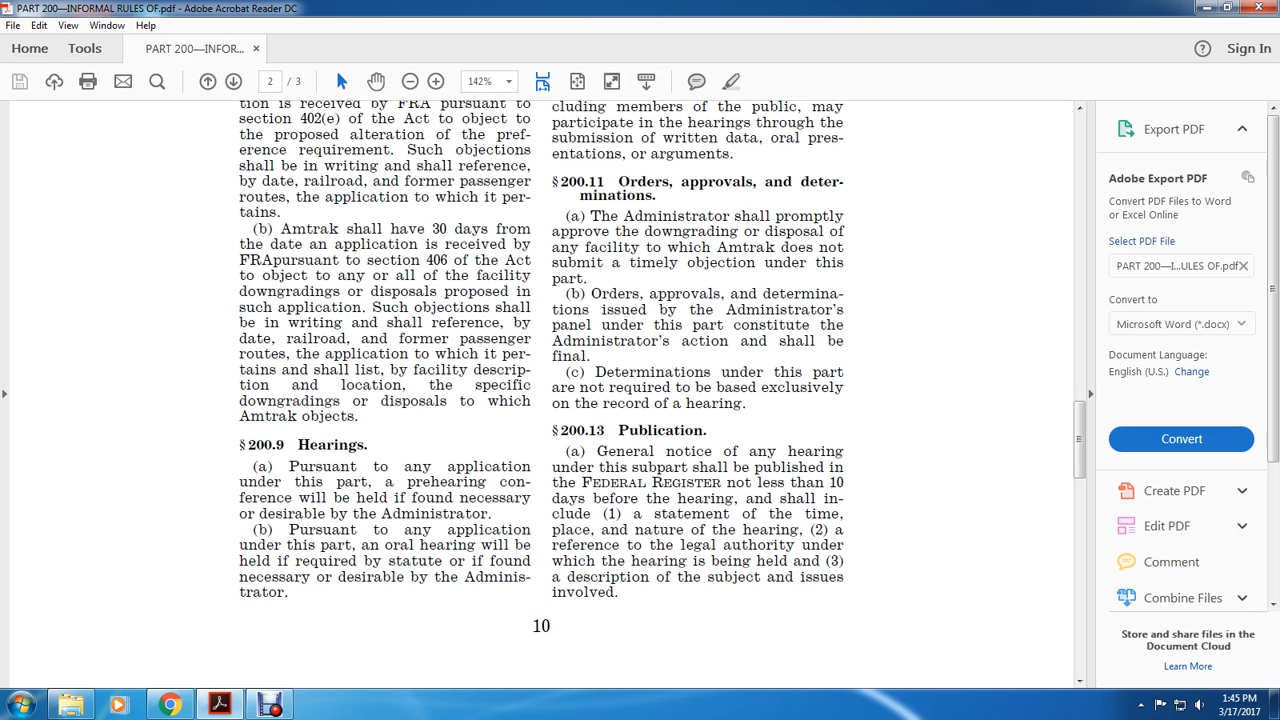 PART 200—INFORMAL RULES OF.pdf - Adobe Acrobat Reader DC
File Edit View Window Help
Home Tools PART 200—INFOR... × Sign In
2 / 3 142%
tion is received by FRA pursuant to
section 402(e) of the Act to object to
the proposed alteration of the pref-
erence requirement. Such objections
shall be in writing and shall reference,
by date, railroad, and former passenger
routes, the application to which it per-
tains.
(b) Amtrak shall have 30 days from
the date an application is received by
FRApursuant to section 406 of the Act
to object to any or all of the facility
downgradings or disposals proposed in
such application. Such objections shall
be in writing and shall reference, by
date, railroad, and former passenger
routes, the application to which it per-
tains and shall list, by facility descrip-
tion and location, the specific
downgradings or disposals to which
Amtrak objects.
§ 200.9 Hearings.
(a) Pursuant to any application
under this part, a prehearing con-
ference will be held if found necessary
or desirable by the Administrator.
(b) Pursuant to any application
under this part, an oral hearing will be
held if required by statute or if found
necessary or desirable by the Adminis-
trator.
cluding members of the public, may
participate in the hearings through the
submission of written data, oral pres-
entations, or arguments.
§ 200.11 Orders, approvals, and deter-
minations.
(a) The Administrator shall promptly
approve the downgrading or disposal of
any facility to which Amtrak does not
submit a timely objection under this
part.
(b) Orders, approvals, and determina-
tions issued by the Administrator's
panel under this part constitute the
Administrator's action and shall be
final.
(c) Determinations under this part
are not required to be based exclusively
on the record of a hearing.
§ 200.13 Publication.
(a) General notice of any hearing
under this subpart shall be published in
the FEDERAL REGISTER not less than 10
days before the hearing, and shall in-
clude (1) a statement of the time,
place, and nature of the hearing, (2) a
reference to the legal authority under
which the hearing is being held and (3)
a description of the subject and issues
involved.
10
Export PDF
Adobe Export PDF
Convert PDF Files to Word
or Excel Online
Select PDF File
PART 200—I...ULES OF.pdf ×
Convert to
Microsoft Word (*.docx)
Document Language:
English (U.S.) Change
Convert
Create PDF
Edit PDF
Comment
Combine Files
Store and share files in the
Document Cloud
Learn More
1:45 PM
3/17/2017